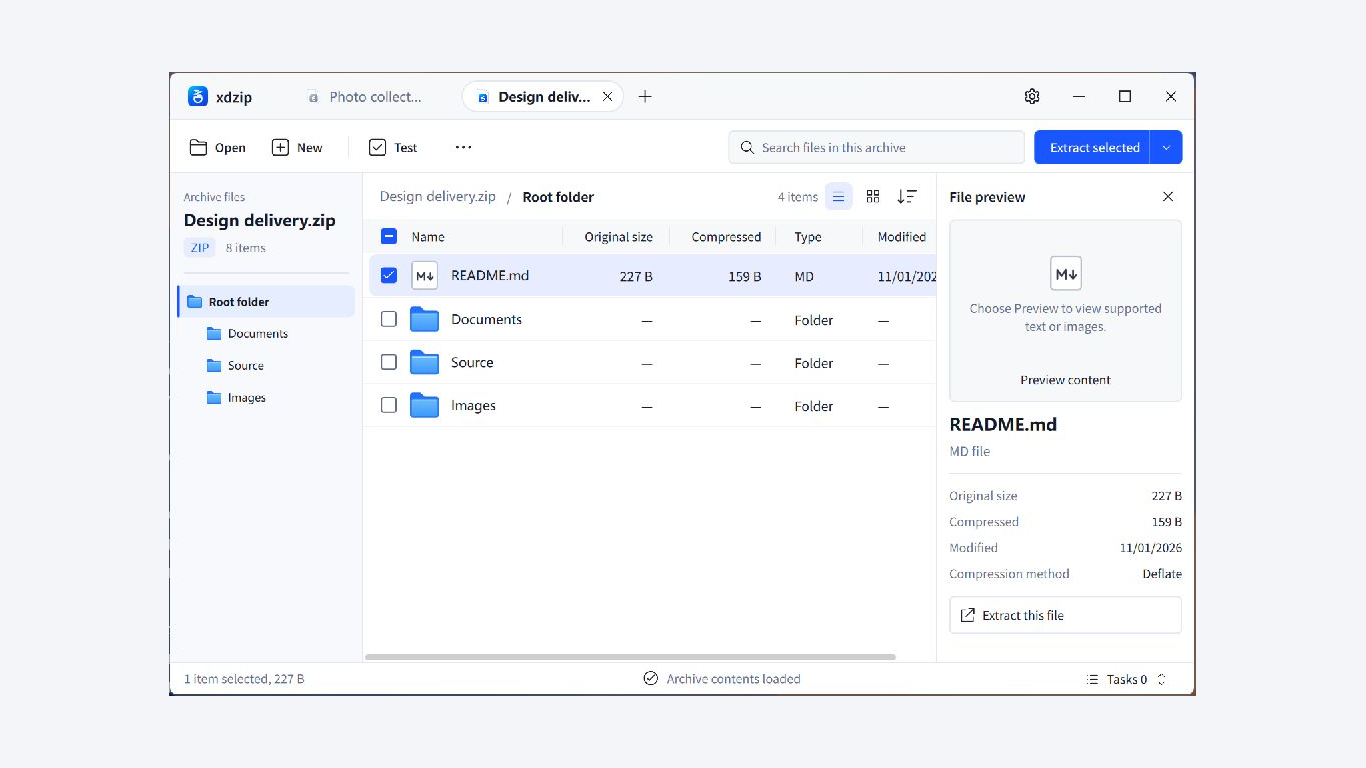 xdzip
Photo collect...
Design deliv...
Open
New
Test
Search files in this archive
Extract selected
Archive files
Design delivery.zip
ZIP 8 items
Root folder
Documents
Source
Images
Design delivery.zip / Root folder
4 items
Name Original size Compressed Type Modified
M↓ README.md 227 B 159 B MD 11/01/202
Documents — — Folder —
Source — — Folder —
Images — — Folder —
File preview
M↓
Choose Preview to view supported
text or images.
Preview content
README.md
MD file
Original size 227 B
Compressed 159 B
Modified 11/01/2026
Compression method Deflate
Extract this file
1 item selected, 227 B
Archive contents loaded
Tasks 0